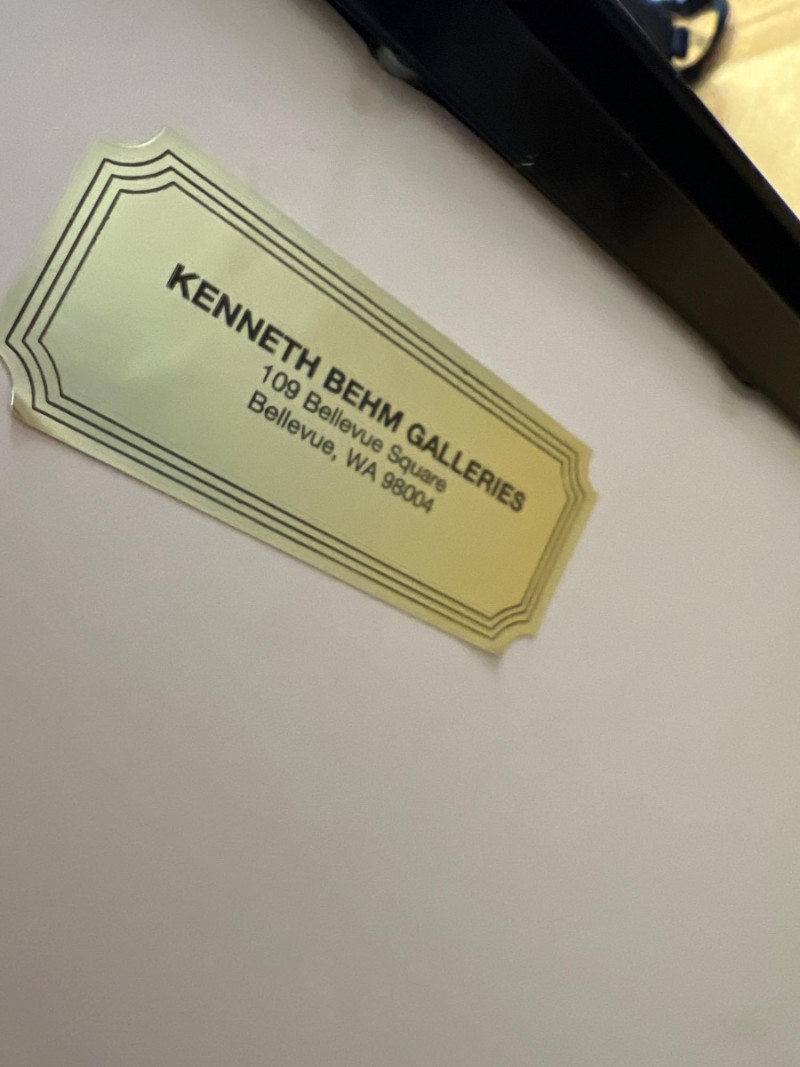 KENNETH BEHM GALLERIES
109 Bellevue Square
Bellevue, WA 98004